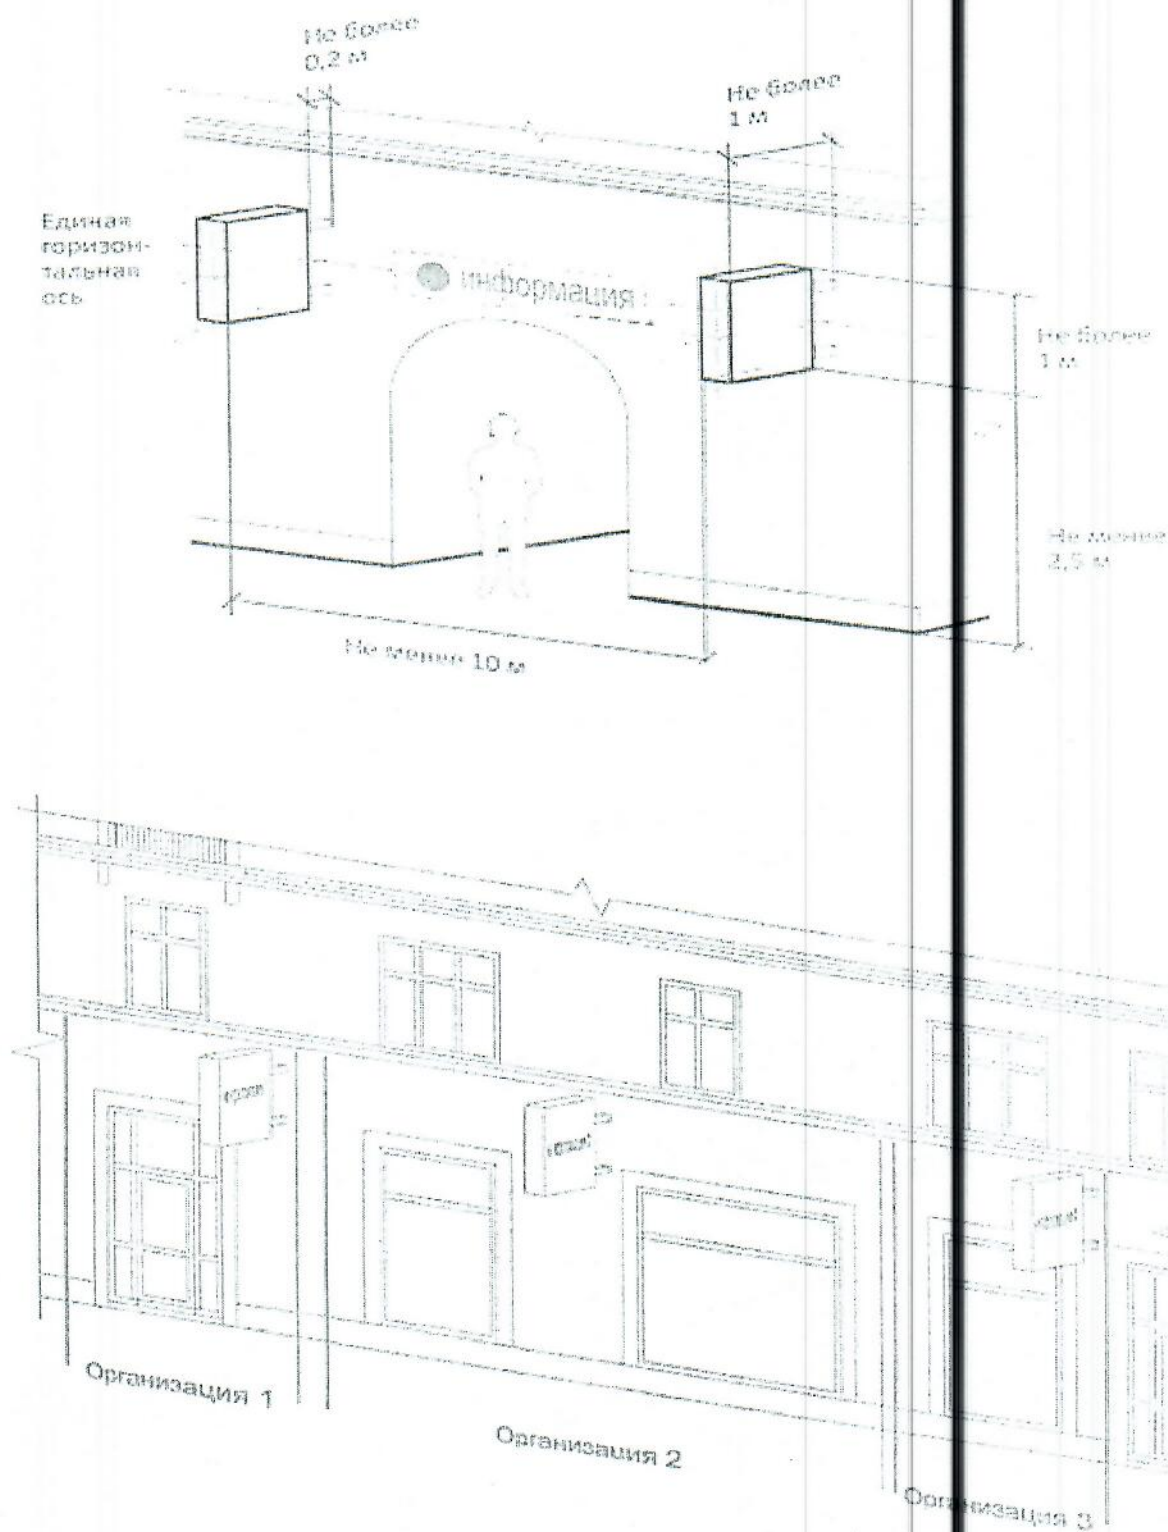 Не более
0,2 м
Не более
1 м
Единая
горизон-
тальная
ось
информация
Не более
1 м
Не менее
2,5 м
Не менее 10 м
Организация 1
Организация 2
Организация 3